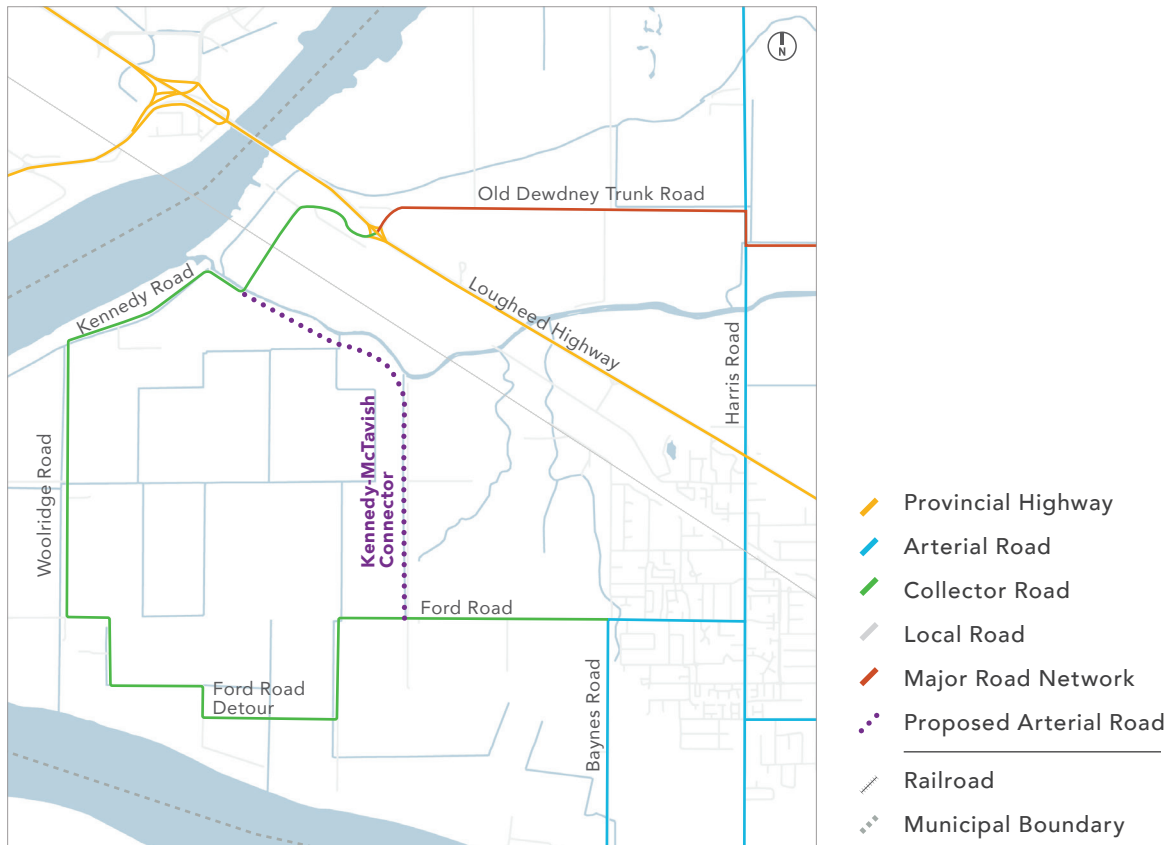 N
Old Dewdney Trunk Road
Kennedy Road
Lougheed Highway
Harris Road
Kennedy-McTavish
Connector
Woolridge Road
Ford Road
Ford Road
Detour
Baynes Road
Provincial Highway
Arterial Road
Collector Road
Local Road
Major Road Network
Proposed Arterial Road
Railroad
Municipal Boundary